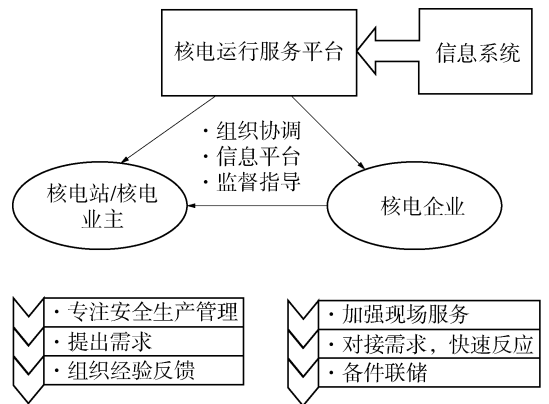 核电运行服务平台
信息系统
·组织协调
·信息平台
·监督指导
核电站/核电
业主
核电企业
·专注安全生产管理
·提出需求
·组织经验反馈
·加强现场服务
·对接需求，快速反应
·备件联储